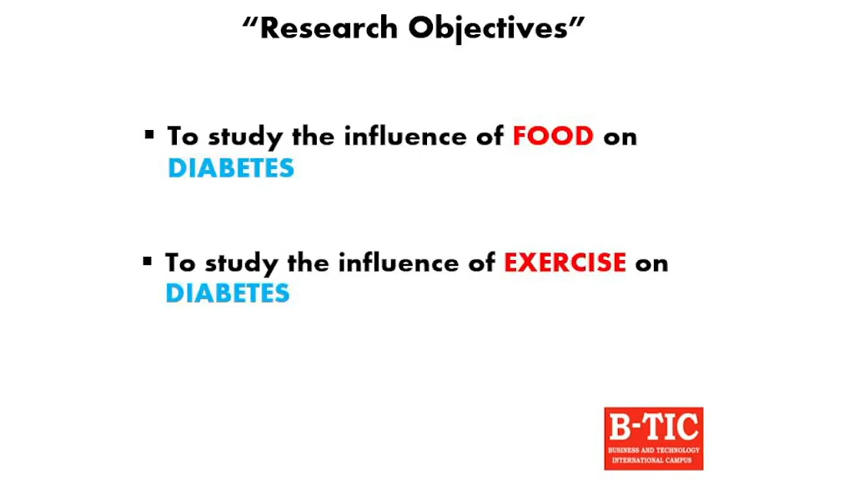 “Research Objectives”
▪ To study the influence of FOOD on
DIABETES
▪ To study the influence of EXERCISE on
DIABETES
B-TIC
BUSINESS AND TECHNOLOGY
INTERNATIONAL CAMPUS